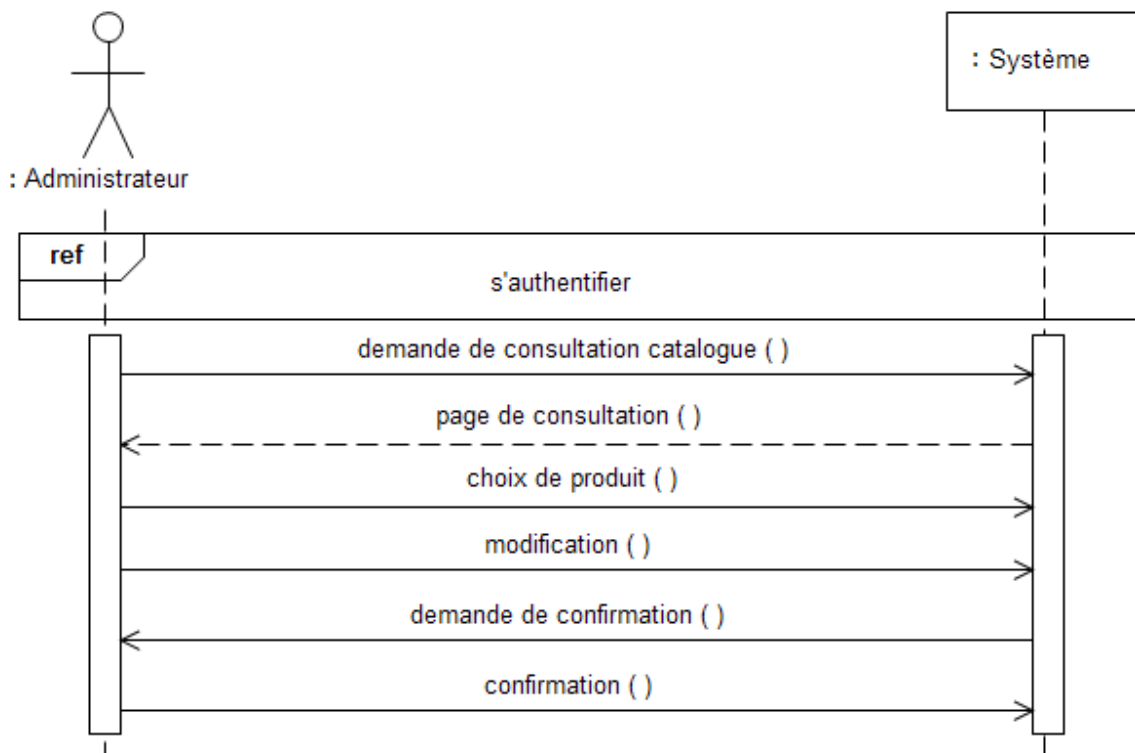 : Système
: Administrateur
ref
s'authentifier
demande de consultation catalogue ( )
page de consultation ( )
choix de produit ( )
modification ( )
demande de confirmation ( )
confirmation ( )